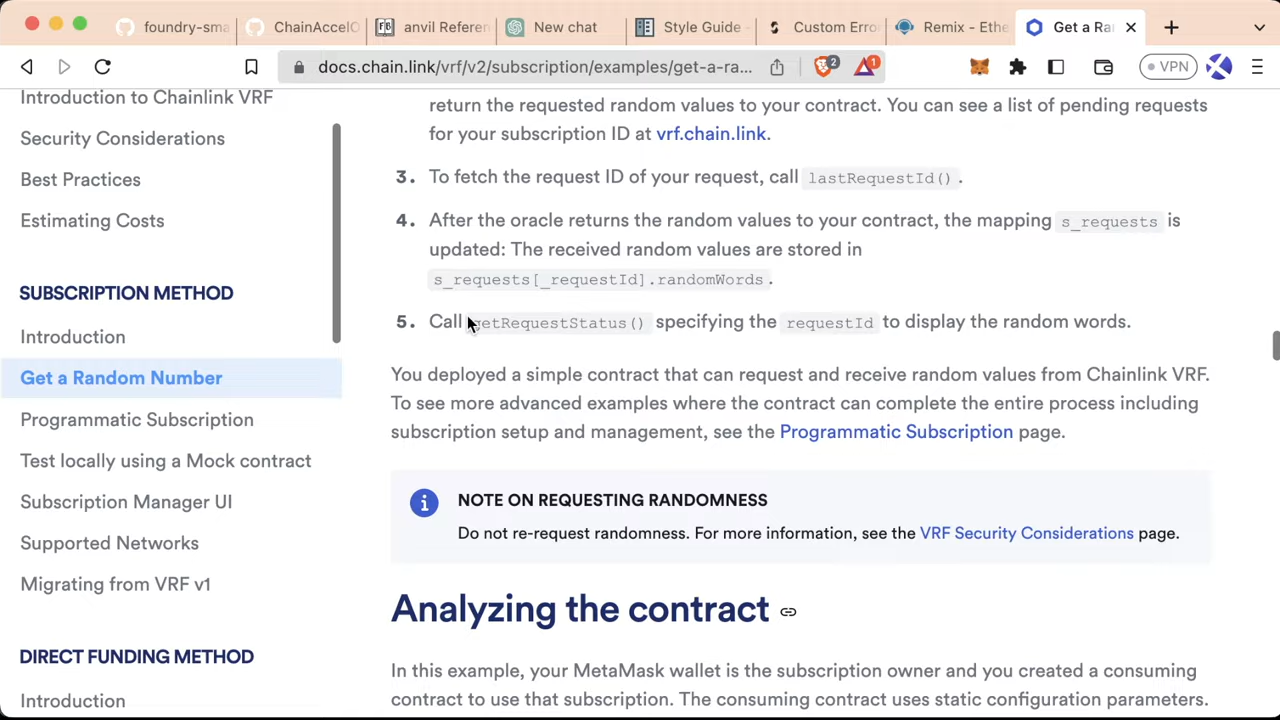 foundry-sma
ChainAccelO
anvil Referen
New chat
Style Guide -
Custom Erro
Remix - Ethe
Get a Ra
docs.chain.link/vrf/v2/subscription/examples/get-a-ra...
2
1
VPN
Introduction to Chainlink VRF
Security Considerations
Best Practices
Estimating Costs
SUBSCRIPTION METHOD
Introduction
Get a Random Number
Programmatic Subscription
Test locally using a Mock contract
Subscription Manager UI
Supported Networks
Migrating from VRF v1
DIRECT FUNDING METHOD
Introduction
return the requested random values to your contract. You can see a list of pending requests
for your subscription ID at vrf.chain.link.
3. To fetch the request ID of your request, call lastRequestId().
4. After the oracle returns the random values to your contract, the mapping s_requests is
updated: The received random values are stored in
s_requests[_requestId].randomWords.
5. Call getRequestStatus() specifying the requestId to display the random words.
You deployed a simple contract that can request and receive random values from Chainlink VRF.
To see more advanced examples where the contract can complete the entire process including
subscription setup and management, see the Programmatic Subscription page.
NOTE ON REQUESTING RANDOMNESS
Do not re-request randomness. For more information, see the VRF Security Considerations page.
Analyzing the contract
In this example, your MetaMask wallet is the subscription owner and you created a consuming
contract to use that subscription. The consuming contract uses static configuration parameters.